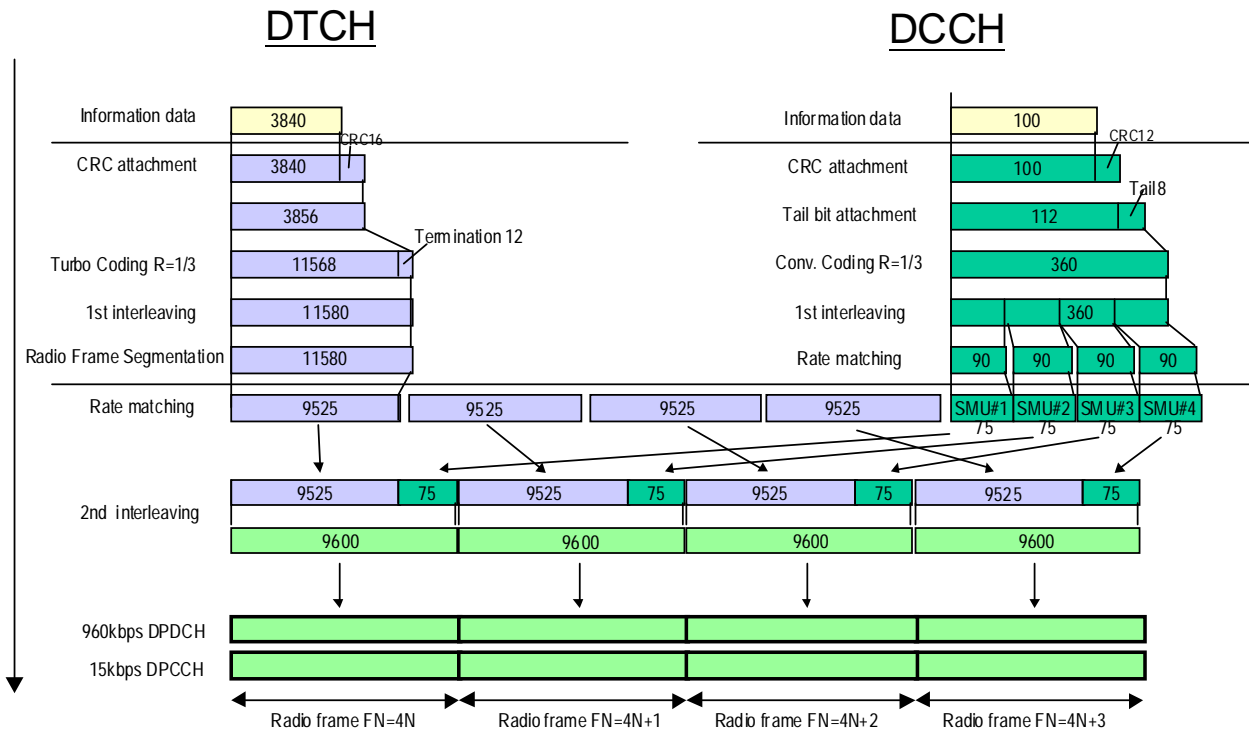 DTCH DCCH
Information data 3840 Information data 100
CRC16 CRC12
CRC attachment 3840 CRC attachment 100
Tail8
3856 Tail bit attachment 112
Termination 12
Turbo Coding R=1/3 11568 Conv. Coding R=1/3 360
1st interleaving 11580 1st interleaving 360
Radio Frame Segmentation 11580 Rate matching 90 90 90 90
Rate matching 9525 9525 9525 9525 SMU#1 SMU#2 SMU#3 SMU#4
75 75 75 75
9525 75 9525 75 9525 75 9525 75
2nd interleaving
9600 9600 9600 9600
960kbps DPDCH
15kbps DPCCH
Radio frame FN=4N Radio frame FN=4N+1 Radio frame FN=4N+2 Radio frame FN=4N+3